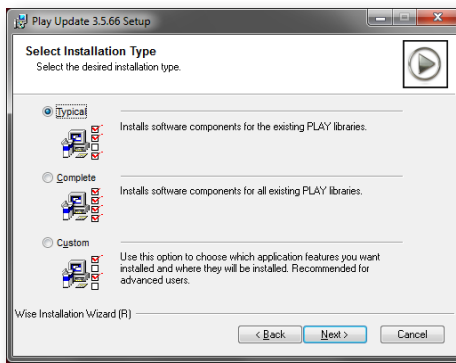 Play Update 3.5.66 Setup
Select Installation Type
Select the desired installation type.
Typical
Installs software components for the existing PLAY libraries.
Complete
Installs software components for all existing PLAY libraries.
Custom
Use this option to choose which application features you want
installed and where they will be installed. Recommended for
advanced users.
Wise Installation Wizard (R)
< Back
Next >
Cancel